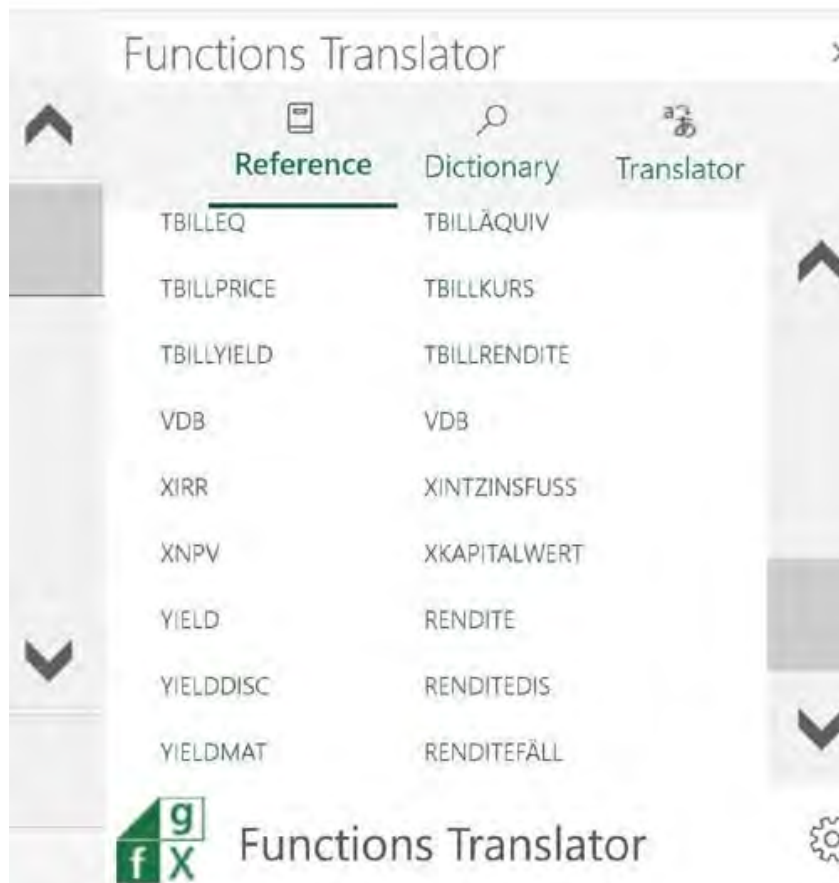 Functions Translator
Reference Dictionary Translator
TBILLEQ TBILLÄQUIV
TBILLPRICE TBILLKURS
TBILLYIELD TBILLRENDITE
VDB VDB
XIRR XINTZINSFUSS
XNPV XKAPITALWERT
YIELD RENDITE
YIELDDISC RENDITEDIS
YIELDMAT RENDITEFÄLL
g
f X
Functions Translator